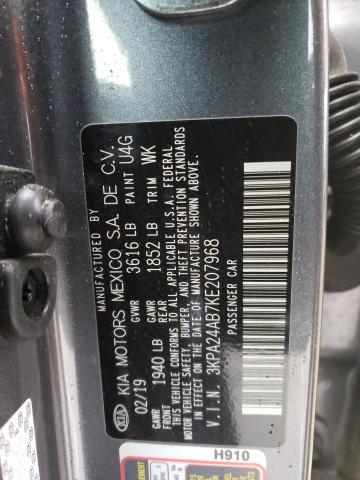 MANUFACTURED BY
KIA KIA MOTORS MEXICO S.A. DE C.V.
02/19 GVWR 3616 LB PAINT U4G
GAWR FRONT 1940 LB GAWR REAR 1852 LB TRIM WK
THIS VEHICLE CONFORMS TO ALL APPLICABLE U.S.A. FEDERAL
MOTOR VEHICLE SAFETY, BUMPER, AND THEFT PREVENTION STANDARDS
IN EFFECT ON THE DATE OF MANUFACTURE SHOWN ABOVE.
V.I.N. 3KPA24AB7KE207968
PASSENGER CAR
H910